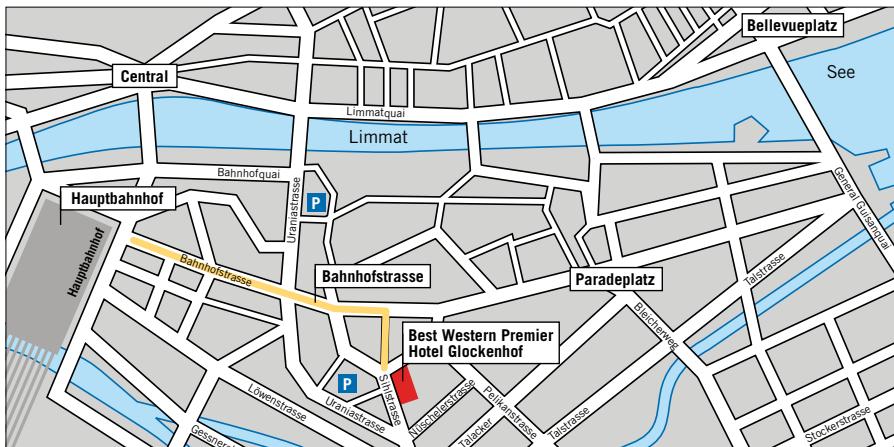 Bellevueplatz
Central
See
Limmatquai
Limmat
Bahnhofquai
Hauptbahnhof
P
Uraniastrasse
General Guisanquai
Hauptbahnhof
Bahnhofstrasse
Bahnhofstrasse
Paradeplatz
Talstrasse
Bleicherweg
Best Western Premier
Hotel Glockenhof
P
Sihlstrasse
Löwenstrasse
Uraniastrasse
Nüschelerstrasse
Pelikanstrasse
Talacker
Talstrasse
Stockerstrasse
Gessnera